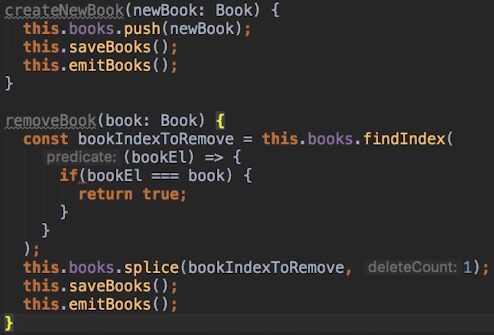 createNewBook(newBook: Book) {
  this.books.push(newBook);
  this.saveBooks();
  this.emitBooks();
}

removeBook(book: Book) {
  const bookIndexToRemove = this.books.findIndex(
    predicate: (bookEl) => {
      if(bookEl === book) {
        return true;
      }
    }
  );
  this.books.splice(bookIndexToRemove, deleteCount: 1);
  this.saveBooks();
  this.emitBooks();
}